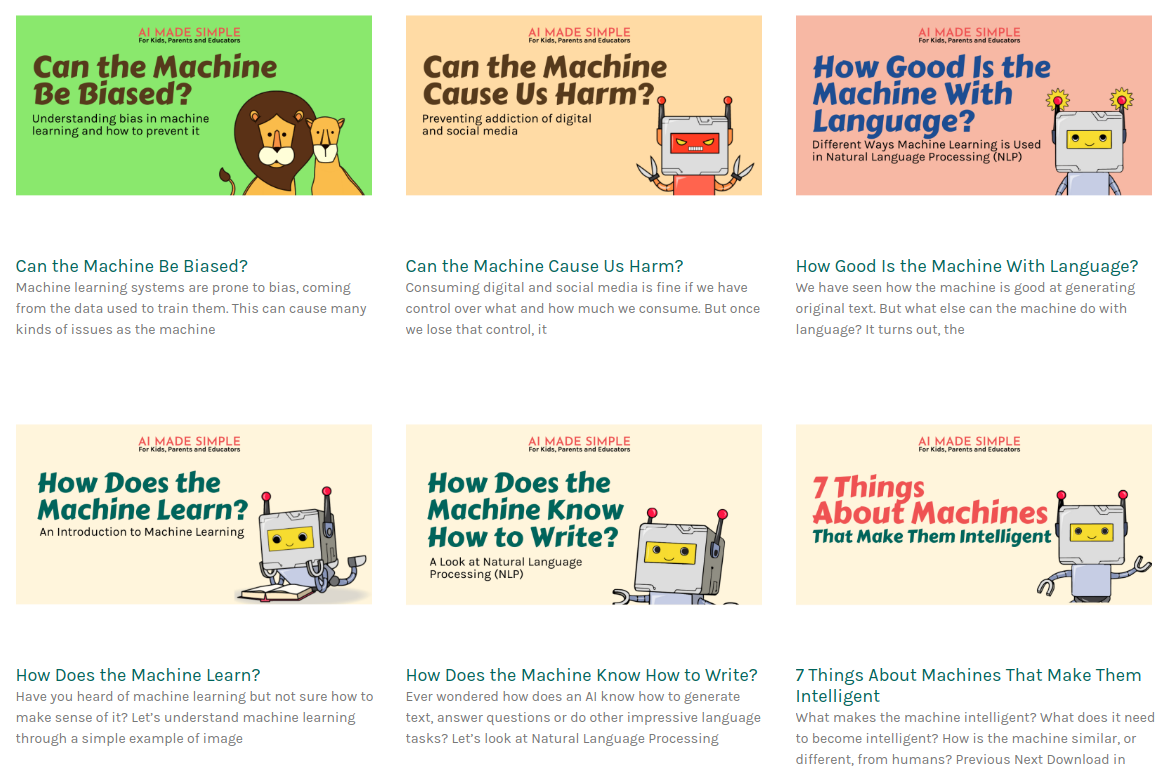 AI MADE SIMPLE
For Kids, Parents and Educators
Can the Machine
Be Biased?
Understanding bias in machine
learning and how to prevent it
AI MADE SIMPLE
For Kids, Parents and Educators
Can the Machine
Cause Us Harm?
Preventing addiction of digital
and social media
AI MADE SIMPLE
For Kids, Parents and Educators
How Good Is the
Machine With
Language?
Different Ways Machine Learning is Used
in Natural Language Processing (NLP)
Can the Machine Be Biased?
Machine learning systems are prone to bias, coming
from the data used to train them. This can cause many
kinds of issues as the machine
Can the Machine Cause Us Harm?
Consuming digital and social media is fine if we have
control over what and how much we consume. But once
we lose that control, it
How Good Is the Machine With Language?
We have seen how the machine is good at generating
original text. But what else can the machine do with
language? It turns out, the
AI MADE SIMPLE
For Kids, Parents and Educators
How Does the
Machine Learn?
An Introduction to Machine Learning
AI MADE SIMPLE
For Kids, Parents and Educators
How Does the
Machine Know
How to Write?
A Look at Natural Language
Processing (NLP)
AI MADE SIMPLE
For Kids, Parents and Educators
7 Things
About Machines
That Make Them Intelligent
How Does the Machine Learn?
Have you heard of machine learning but not sure how to
make sense of it? Let's understand machine learning
through a simple example of image
How Does the Machine Know How to Write?
Ever wondered how does an AI know how to generate
text, answer questions or do other impressive language
tasks? Let's look at Natural Language Processing
7 Things About Machines That Make Them
Intelligent
What makes the machine intelligent? What does it need
to become intelligent? How is the machine similar, or
different, from humans? Previous Next Download in